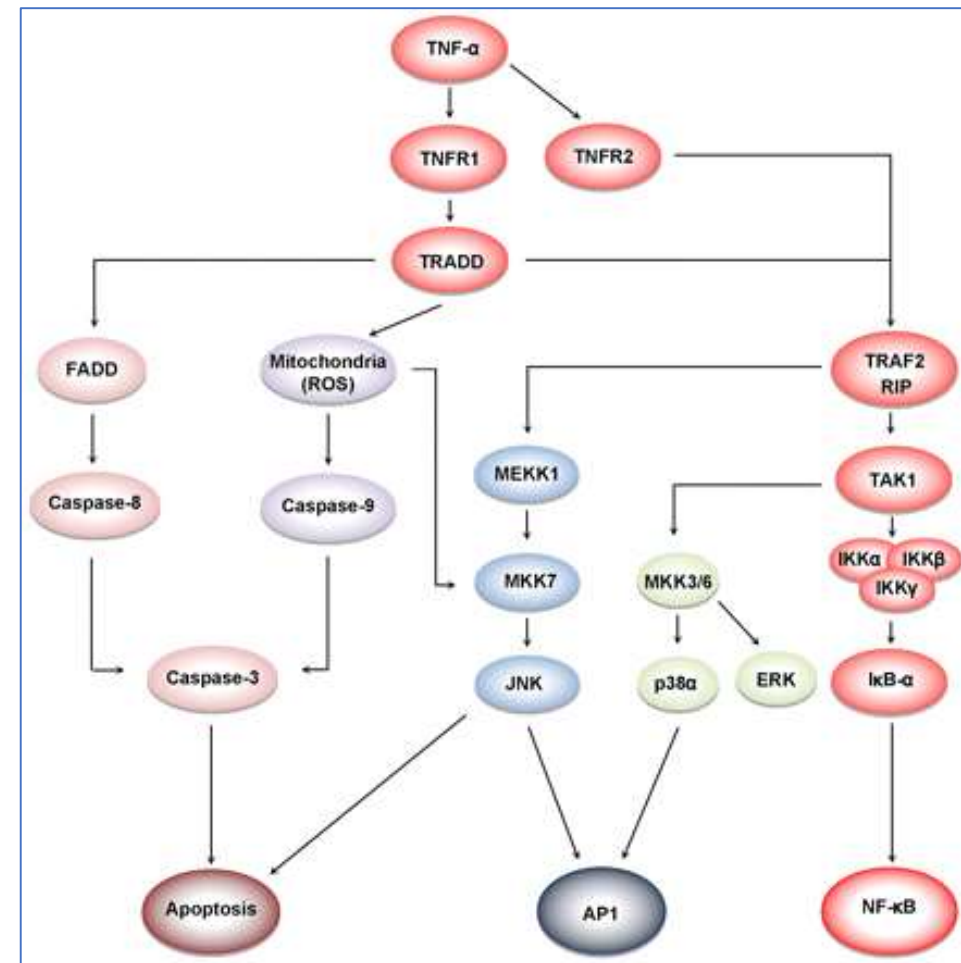 TNF-α
TNFR1
TNFR2
TRADD
FADD
Mitochondria
(ROS)
TRAF2
RIP
MEKK1
TAK1
Caspase-8
Caspase-9
IKKα
IKKβ
IKKγ
MKK7
MKK3/6
Caspase-3
JNK
p38α
ERK
IκB-α
Apoptosis
AP1
NF-κB